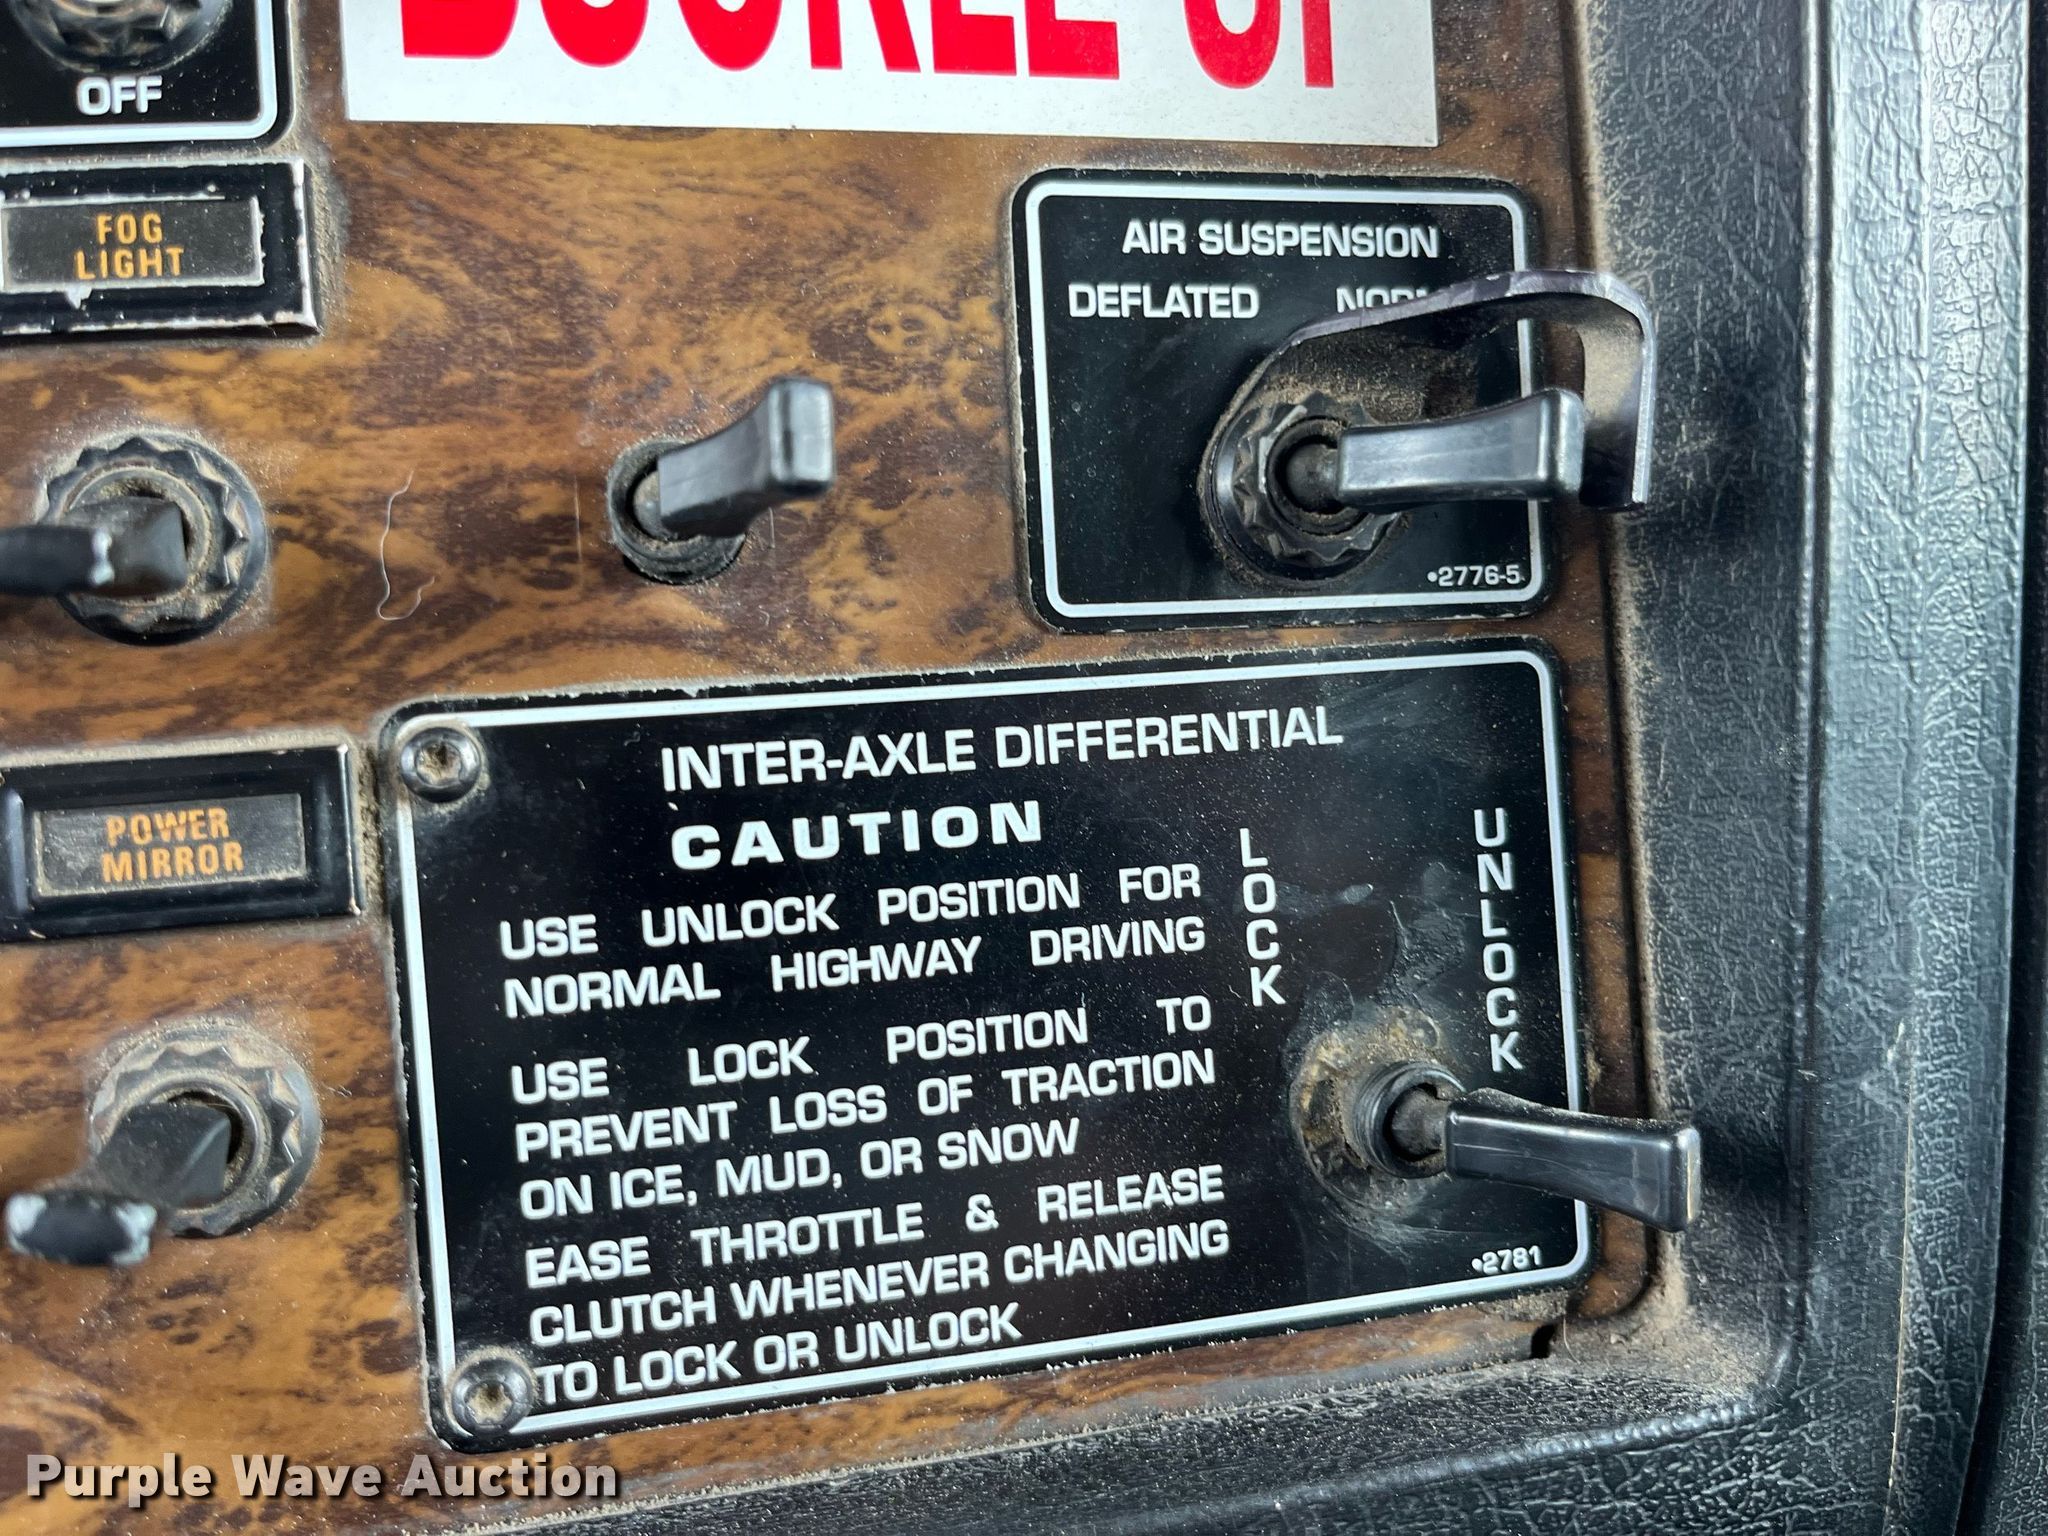 BUCKLE UP
OFF
FOG
LIGHT
AIR SUSPENSION
DEFLATED
•2776-5
POWER
MIRROR
INTER-AXLE DIFFERENTIAL
CAUTION
USE UNLOCK POSITION FOR
NORMAL HIGHWAY DRIVING
USE LOCK POSITION TO
PREVENT LOSS OF TRACTION
ON ICE, MUD, OR SNOW
EASE THROTTLE & RELEASE
CLUTCH WHENEVER CHANGING
TO LOCK OR UNLOCK
LOCK
UNLOCK
•2781
Purple Wave Auction